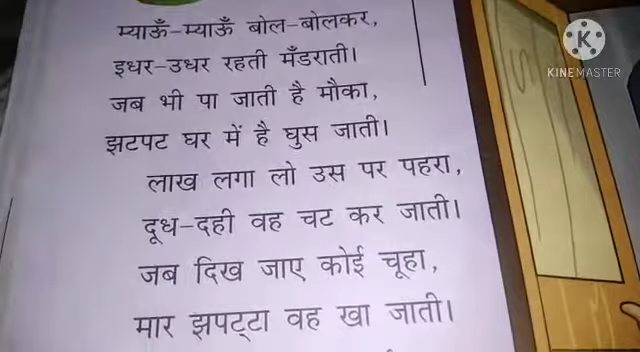 म्याऊँ-म्याऊँ बोल-बोलकर,
इधर-उधर रहती मँडराती।
जब भी पा जाती है मौका,
झटपट घर में है घुस जाती।
लाख लगा लो उस पर पहरा,
दूध-दही वह चट कर जाती।
जब दिख जाए कोई चूहा,
मार झपट्टा वह खा जाती।
KINEMASTER